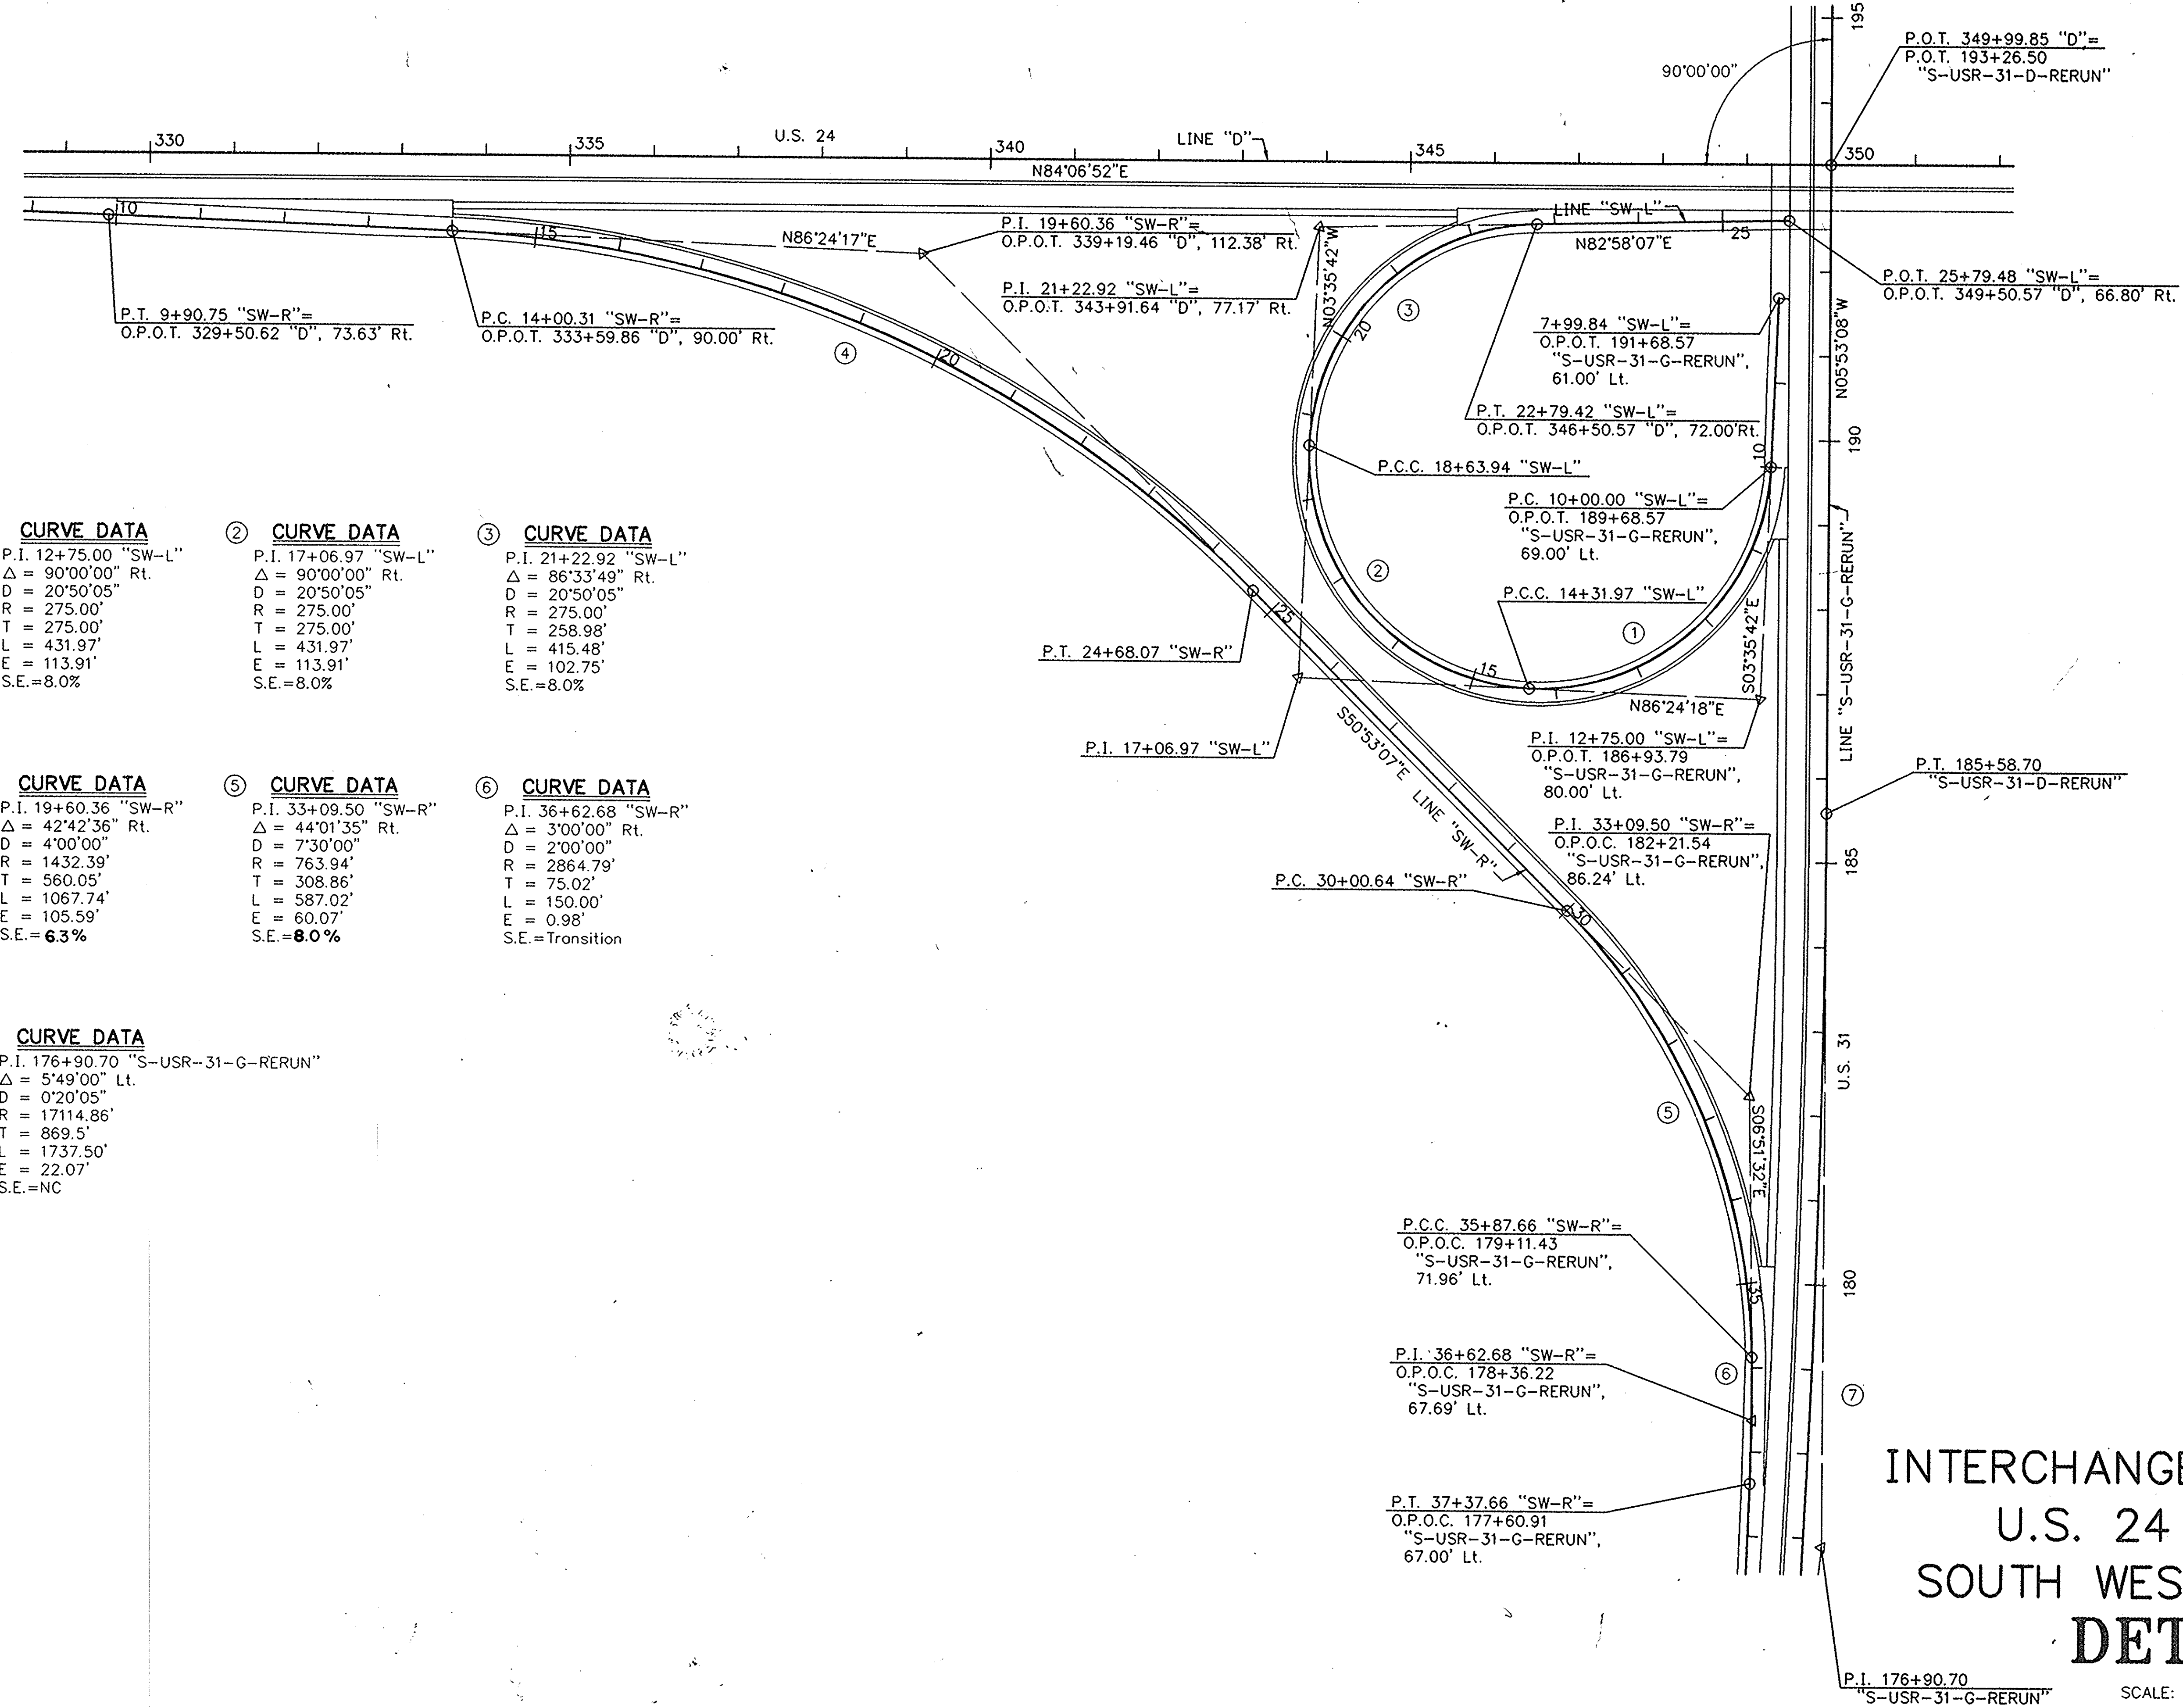 195
P.O.T. 349+99.85 "D"=
P.O.T. 193+26.50
"S-USR-31-D-RERUN"
90°00'00"
330
335
U.S. 24
340
LINE "D"
345
350
N84°06'52"E
10
15
N86°24'17"E
P.I. 19+60.36 "SW-R"=
O.P.O.T. 339+19.46 "D", 112.38' Rt.
P.I. 21+22.92 "SW-L"=
O.P.O.T. 343+91.64 "D", 77.17' Rt.
N03°35'42"W
LINE "SW-L"
N82°58'07"E
25
P.O.T. 25+79.48 "SW-L"=
O.P.O.T. 349+50.57 "D", 66.80' Rt.
P.T. 9+90.75 "SW-R"=
O.P.O.T. 329+50.62 "D", 73.63' Rt.
P.C. 14+00.31 "SW-R"=
O.P.O.T. 333+59.86 "D", 90.00' Rt.
4
20
3
20
7+99.84 "SW-L"=
O.P.O.T. 191+68.57
"S-USR-31-G-RERUN",
61.00' Lt.
N05°53'08"W
P.T. 22+79.42 "SW-L"=
O.P.O.T. 346+50.57 "D", 72.00'Rt.
190
10
P.C.C. 18+63.94 "SW-L"
P.C. 10+00.00 "SW-L"=
O.P.O.T. 189+68.57
"S-USR-31-G-RERUN",
69.00' Lt.
LINE "S-USR-31-G-RERUN"
2
P.C.C. 14+31.97 "SW-L"
1
S03°35'42"E
15
N86°24'18"E
25
P.T. 24+68.07 "SW-R"
P.I. 17+06.97 "SW-L"
S50°53'07"E
LINE "SW-R"
P.I. 12+75.00 "SW-L"=
O.P.O.T. 186+93.79
"S-USR-31-G-RERUN",
80.00' Lt.
P.T. 185+58.70
"S-USR-31-D-RERUN"
P.I. 33+09.50 "SW-R"=
O.P.O.C. 182+21.54
"S-USR-31-G-RERUN",
86.24' Lt.
185
P.C. 30+00.64 "SW-R"
30
U.S. 31
5
S06°51'32"E
P.C.C. 35+87.66 "SW-R"=
O.P.O.C. 179+11.43
"S-USR-31-G-RERUN",
71.96' Lt.
180
35
P.I. 36+62.68 "SW-R"=
O.P.O.C. 178+36.22
"S-USR-31-G-RERUN",
67.69' Lt.
6
7
P.T. 37+37.66 "SW-R"=
O.P.O.C. 177+60.91
"S-USR-31-G-RERUN",
67.00' Lt.
CURVE DATA
P.I. 12+75.00 "SW-L"
Δ = 90°00'00" Rt.
D = 20°50'05"
R = 275.00'
T = 275.00'
L = 431.97'
E = 113.91'
S.E.=8.0%
2 CURVE DATA
P.I. 17+06.97 "SW-L"
Δ = 90°00'00" Rt.
D = 20°50'05"
R = 275.00'
T = 275.00'
L = 431.97'
E = 113.91'
S.E.=8.0%
3 CURVE DATA
P.I. 21+22.92 "SW-L"
Δ = 86°33'49" Rt.
D = 20°50'05"
R = 275.00'
T = 258.98'
L = 415.48'
E = 102.75'
S.E.=8.0%
CURVE DATA
P.I. 19+60.36 "SW-R"
Δ = 42°42'36" Rt.
D = 4°00'00"
R = 1432.39'
T = 560.05'
L = 1067.74'
E = 105.59'
S.E.= 6.3%
5 CURVE DATA
P.I. 33+09.50 "SW-R"
Δ = 44°01'35" Rt.
D = 7°30'00"
R = 763.94'
T = 308.86'
L = 587.02'
E = 60.07'
S.E.=8.0%
6 CURVE DATA
P.I. 36+62.68 "SW-R"
Δ = 3°00'00" Rt.
D = 2°00'00"
R = 2864.79'
T = 75.02'
L = 150.00'
E = 0.98'
S.E.=Transition
CURVE DATA
P.I. 176+90.70 "S-USR-31-G-RERUN"
Δ = 5°49'00" Lt.
D = 0°20'05"
R = 17114.86'
T = 869.5'
L = 1737.50'
E = 22.07'
S.E.=NC
INTERCHANGE
U.S. 24
SOUTH WES
DET
P.I. 176+90.70
"S-USR-31-G-RERUN"
SCALE: